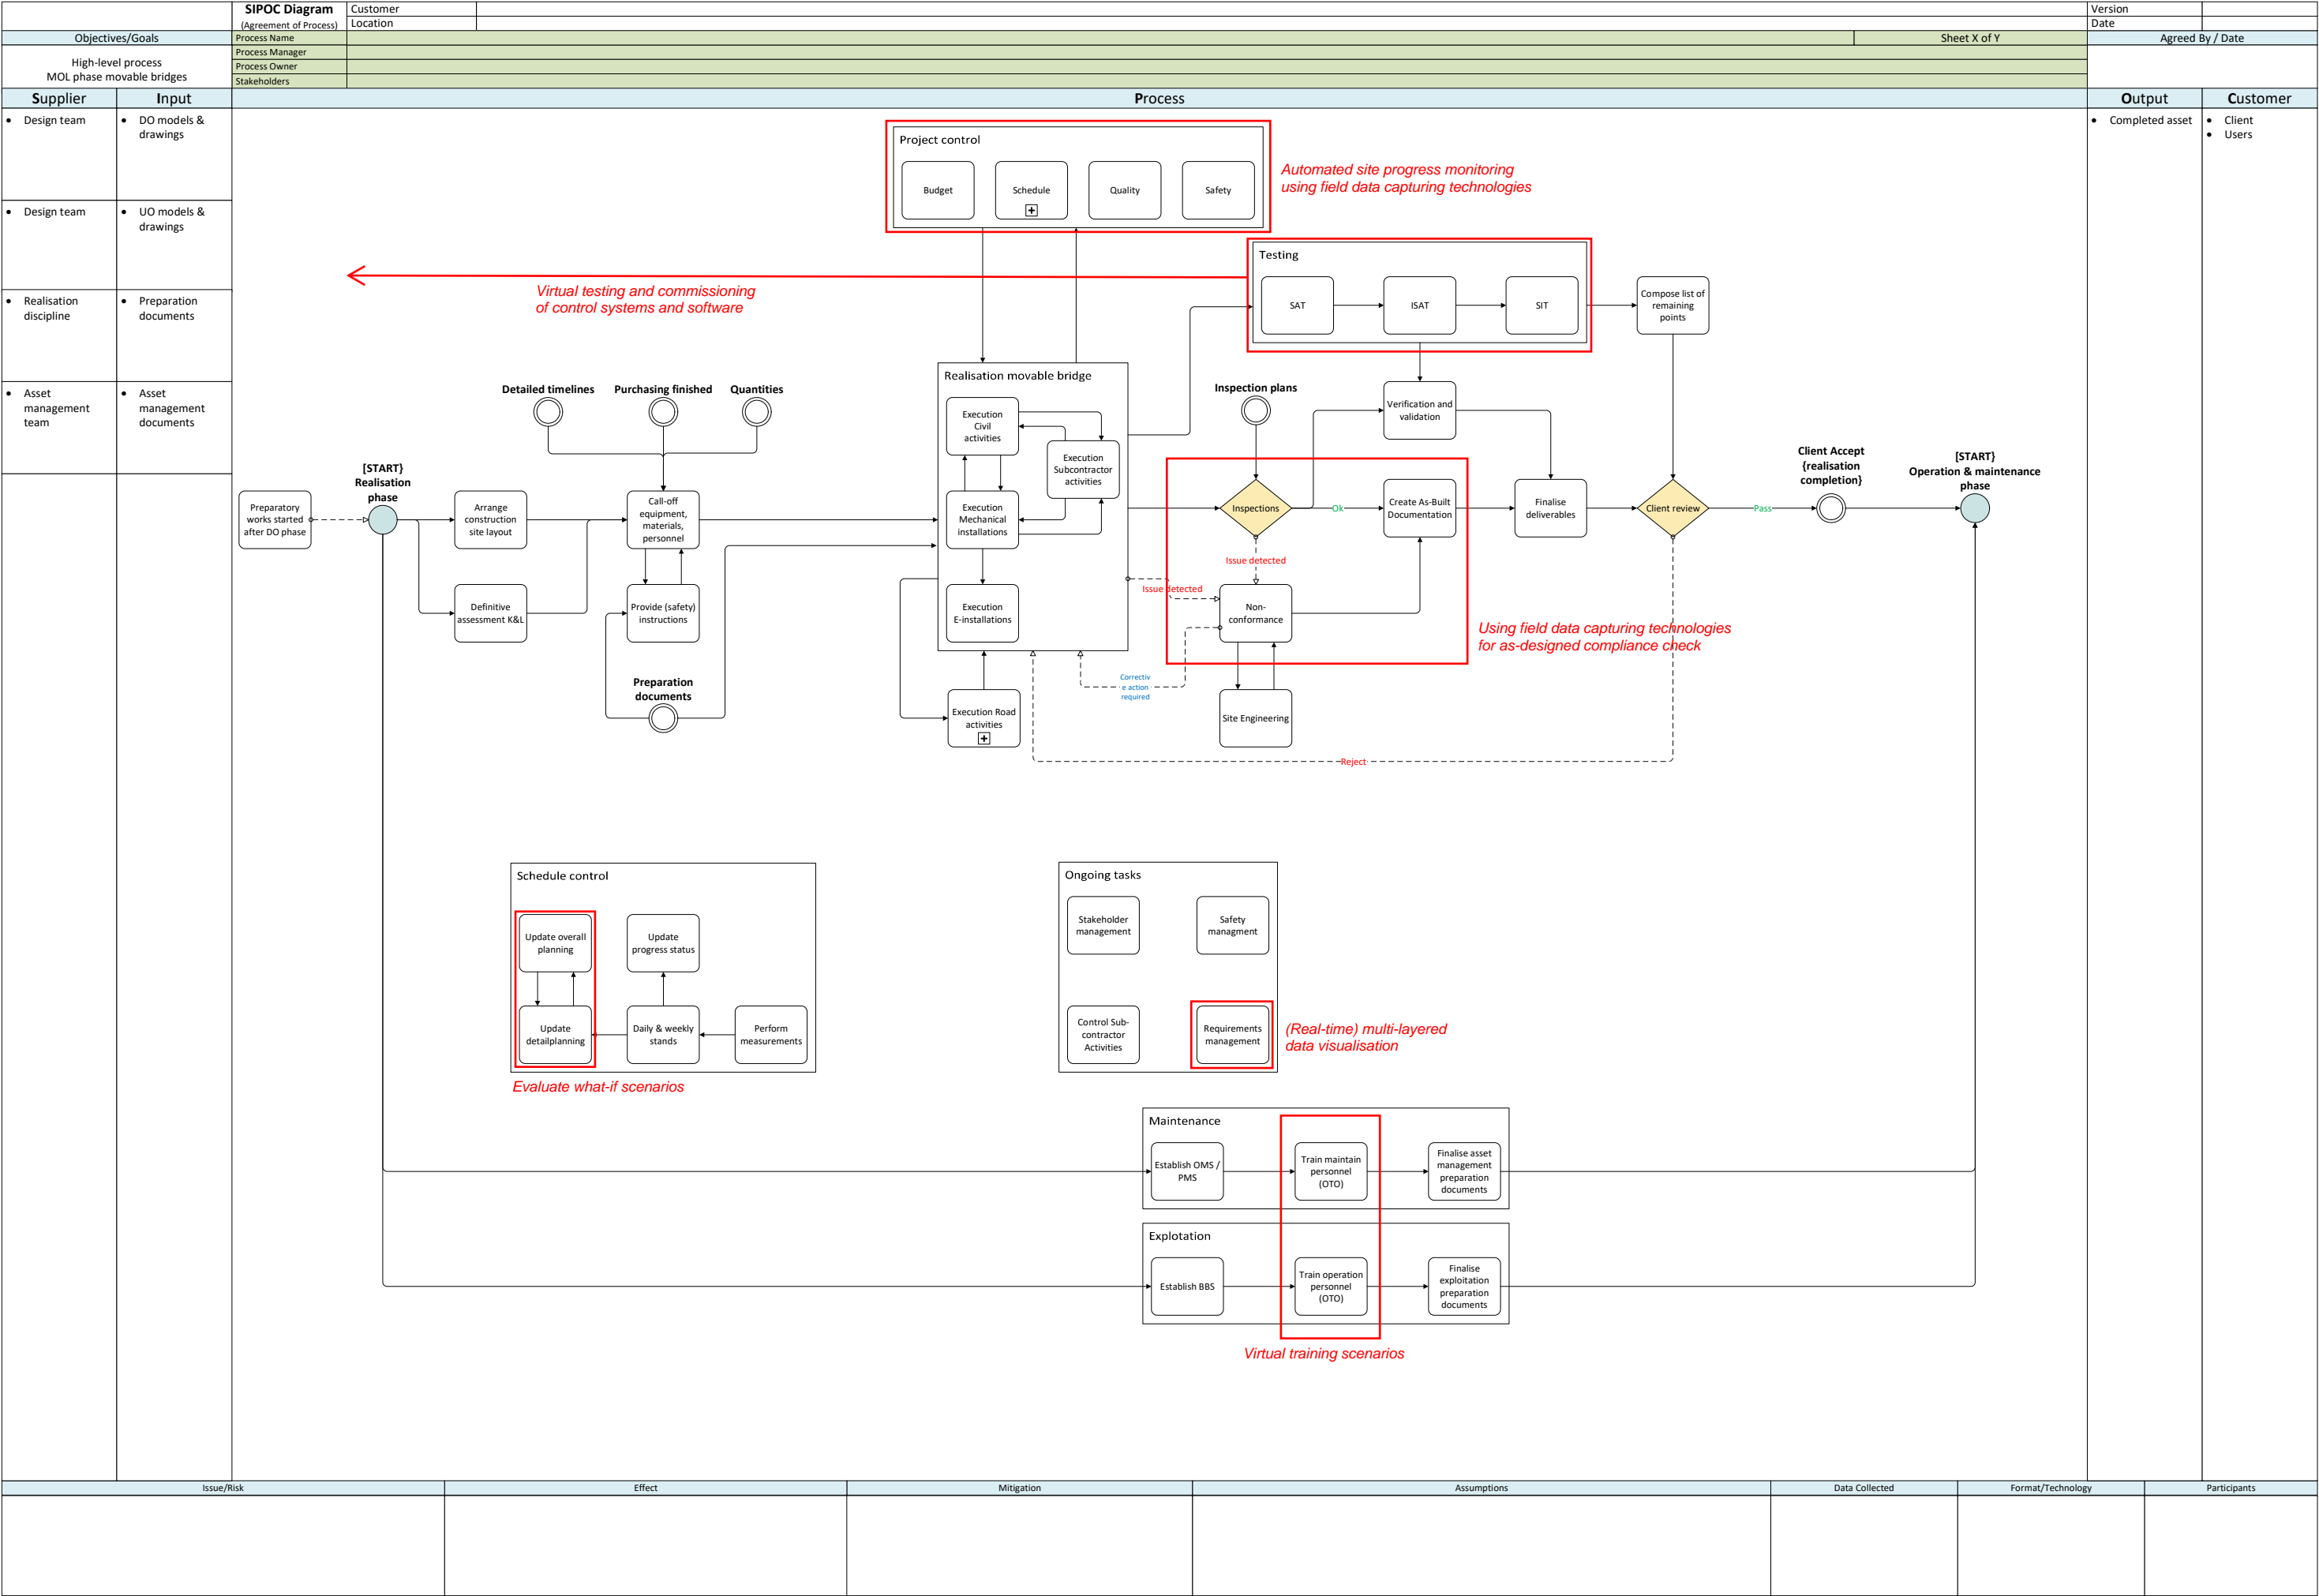 SIPOC Diagram
(Agreement of Process)
Customer
Location
Version
Date
Objectives/Goals
Process Name
Sheet X of Y
Agreed By / Date
High-level process
MOL phase movable bridges
Process Manager
Process Owner
Stakeholders
Supplier
Input
Process
Output
Customer
• Design team
• DO models &
drawings
• Design team
• UO models &
drawings
• Realisation
discipline
• Preparation
documents
• Asset
management
team
• Asset
management
documents
• Completed asset
• Client
• Users
Project control
Budget
Schedule
Quality
Safety
Automated site progress monitoring
using field data capturing technologies
Testing
SAT
ISAT
SIT
Compose list of
remaining
points
Virtual testing and commissioning
of control systems and software
Detailed timelines
Purchasing finished
Quantities
Realisation movable bridge
Execution
Civil
activities
Execution
Subcontractor
activities
Execution
Mechanical
installations
Execution
E-installations
Inspection plans
Verification and
validation
[START}
Realisation
phase
Preparatory
works started
after DO phase
Arrange
construction
site layout
Call-off
equipment,
materials,
personnel
Definitive
assessment K&L
Provide (safety)
instructions
Preparation
documents
Execution Road
activities
Inspections
Ok
Create As-Built
Documentation
Finalise
deliverables
Client review
Pass
Client Accept
{realisation
completion}
[START}
Operation & maintenance
phase
Issue detected
Issue detected
Non-
conformance
Using field data capturing technologies
for as-designed compliance check
Correctiv
e action
required
Site Engineering
Reject
Schedule control
Update overall
planning
Update
progress status
Update
detailplanning
Daily & weekly
stands
Perform
measurements
Evaluate what-if scenarios
Ongoing tasks
Stakeholder
management
Safety
managment
Control Sub-
contractor
Activities
Requirements
management
(Real-time) multi-layered
data visualisation
Maintenance
Establish OMS /
PMS
Train maintain
personnel
(OTO)
Finalise asset
management
preparation
documents
Explotation
Establish BBS
Train operation
personnel
(OTO)
Finalise
exploitation
preparation
documents
Virtual training scenarios
Issue/Risk
Effect
Mitigation
Assumptions
Data Collected
Format/Technology
Participants